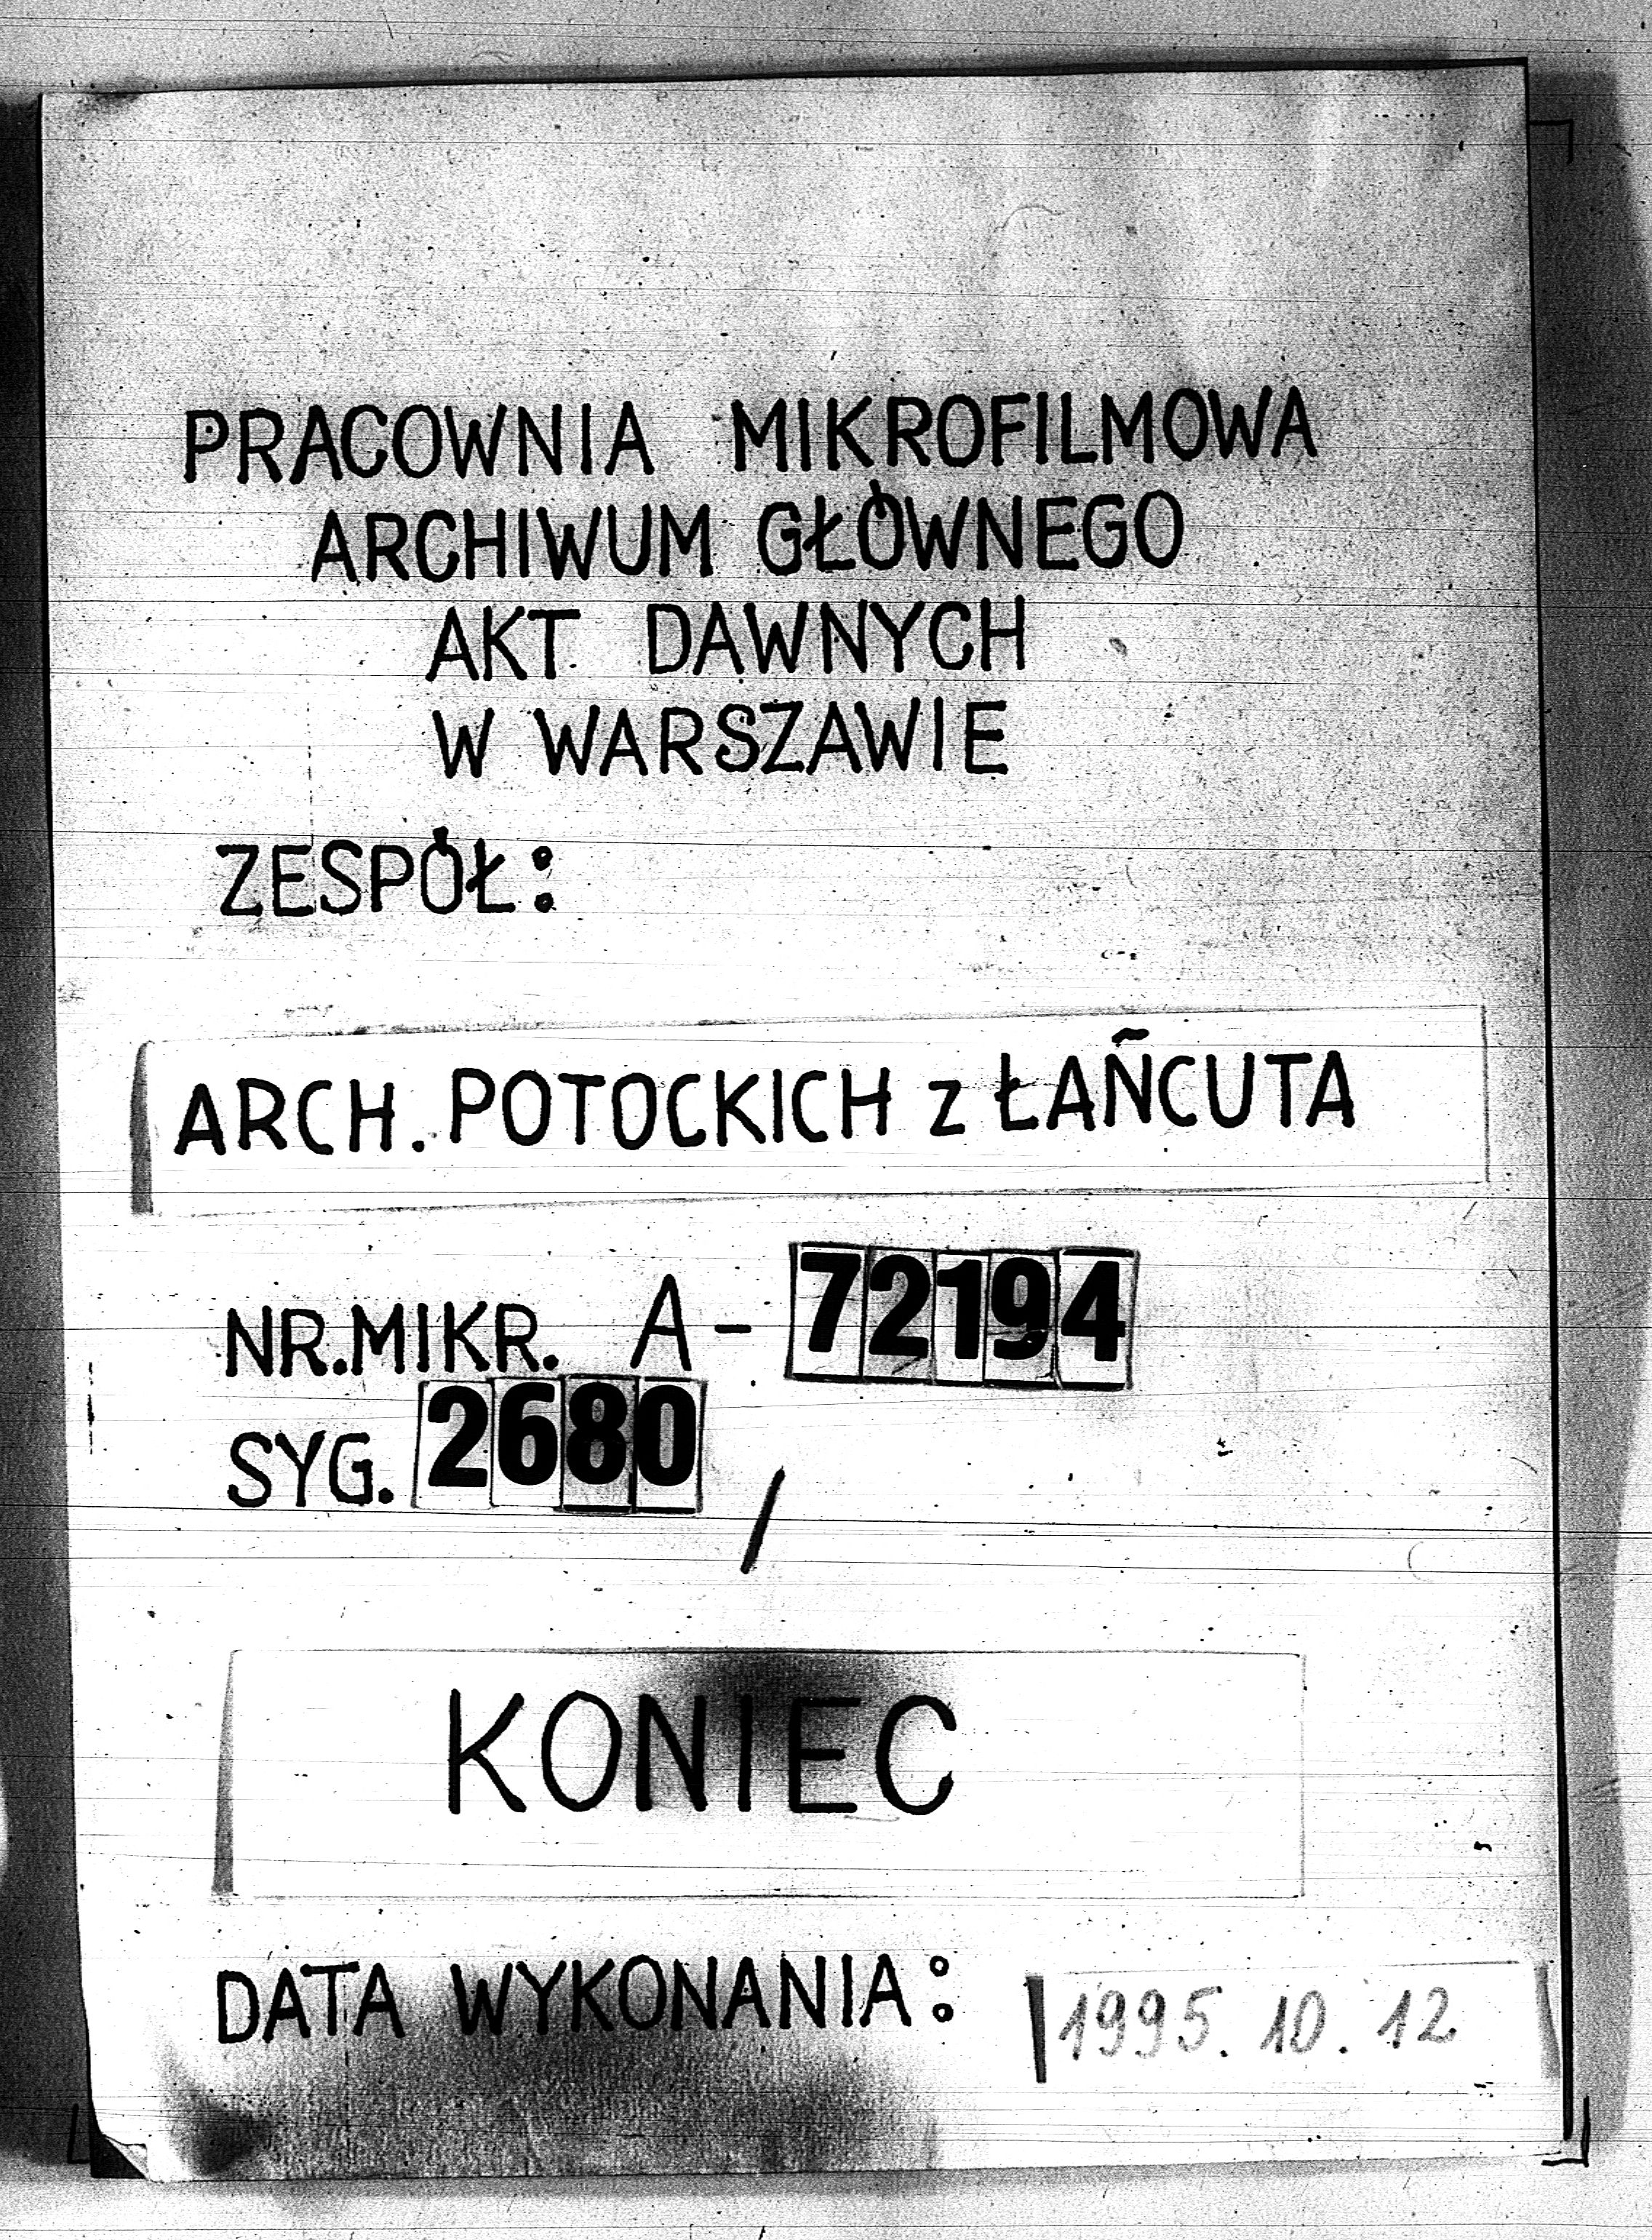 PRACOWNIA MIKROFILMOWA
ARCHIWUM GŁÓWNEGO
AKT DAWNYCH
W WARSZAWIE
ZESPÓŁ:
ARCH. POTOCKICH z ŁAŃCUTA
NR.MIKR. A-72194
SYG. 2680 /
KONIEC
DATA WYKONANIA: 1995.10.12